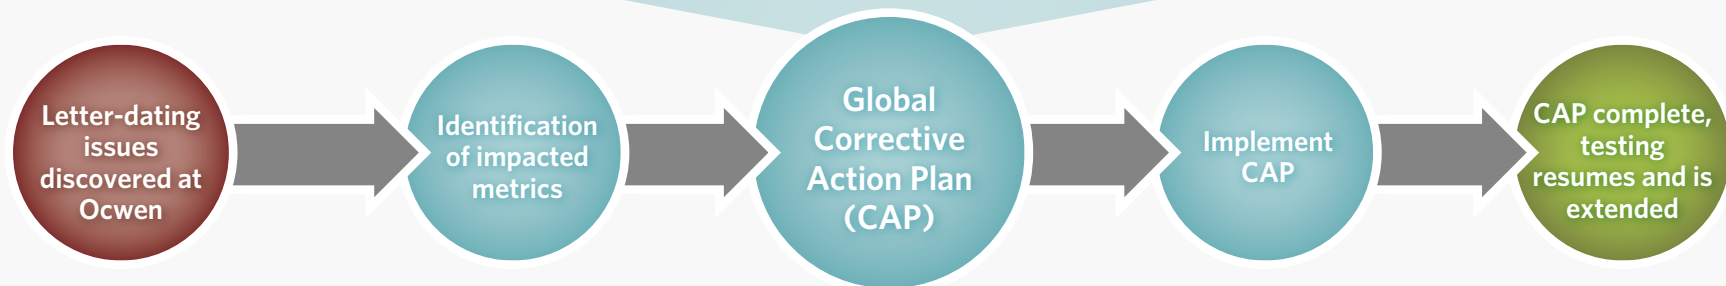 Letter-dating
issues
discovered at
Ocwen
Identification
of impacted
metrics
Global
Corrective
Action Plan
(CAP)
Implement
CAP
CAP complete,
testing
resumes and is
extended